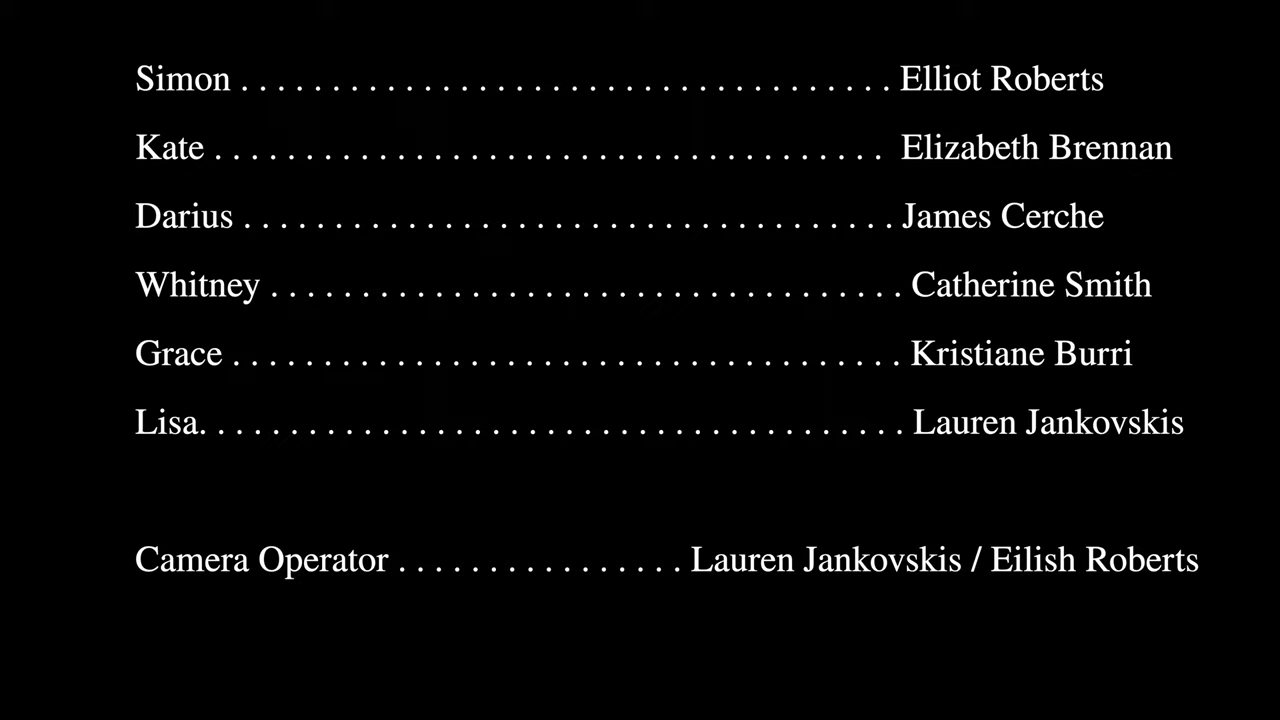 Simon . . . . . . . . . . . . . . . . . . . . . . . . . . . . . . . . . . . . Elliot Roberts
Kate . . . . . . . . . . . . . . . . . . . . . . . . . . . . . . . . . . . . . Elizabeth Brennan
Darius . . . . . . . . . . . . . . . . . . . . . . . . . . . . . . . . . . . . James Cerche
Whitney . . . . . . . . . . . . . . . . . . . . . . . . . . . . . . . . . . . Catherine Smith
Grace . . . . . . . . . . . . . . . . . . . . . . . . . . . . . . . . . . . . . Kristiane Burri
Lisa. . . . . . . . . . . . . . . . . . . . . . . . . . . . . . . . . . . . . . . Lauren Jankovskis
Camera Operator . . . . . . . . . . . . . . . . Lauren Jankovskis / Eilish Roberts